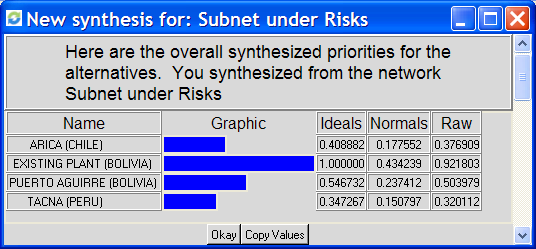 New synthesis for: Subnet under Risks
Here are the overall synthesized priorities for the
alternatives. You synthesized from the network
Subnet under Risks
Name Graphic Ideals Normals Raw
ARICA (CHILE) 0.408882 0.177552 0.376909
EXISTING PLANT (BOLIVIA) 1.000000 0.434239 0.921803
PUERTO AGUIRRE (BOLIVIA) 0.546732 0.237412 0.503979
TACNA (PERU) 0.347267 0.150797 0.320112
Okay Copy Values